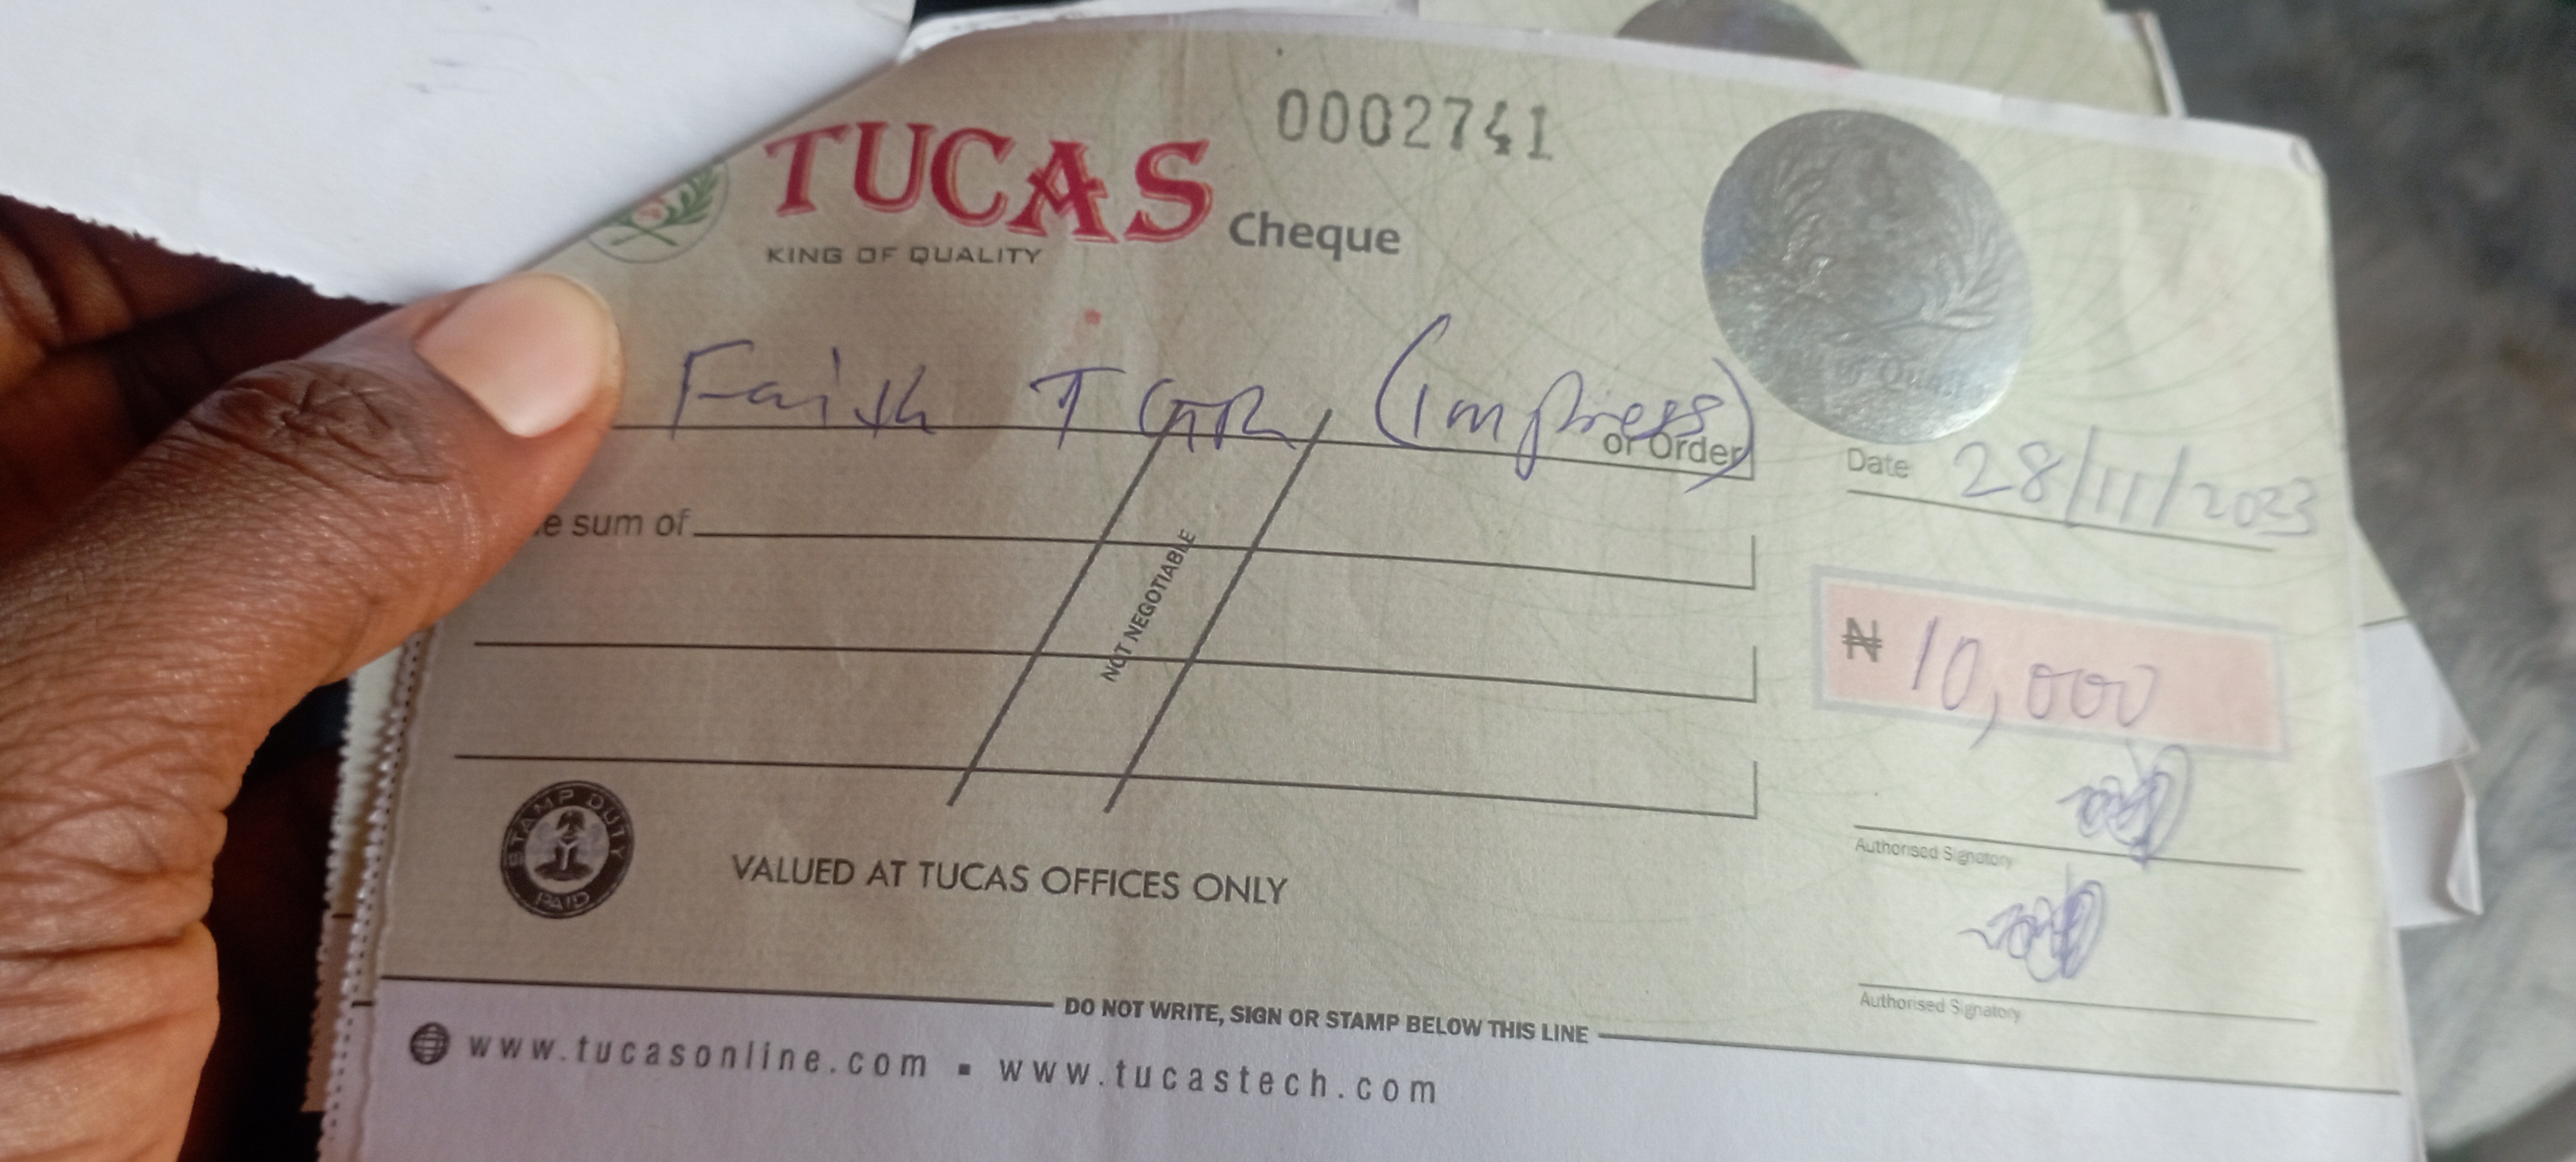 0002741
TUCAS Cheque
KING OF QUALITY
Faith T (Impress)
or Order
Date 28/11/2023
sum of
NOT NEGOTIABLE
₦ 10,000
Authorised Signatory
STAMP DUTY PAID
VALUED AT TUCAS OFFICES ONLY
Authorised Signatory
DO NOT WRITE, SIGN OR STAMP BELOW THIS LINE
www.tucasonline.com ▪ www.tucastech.com